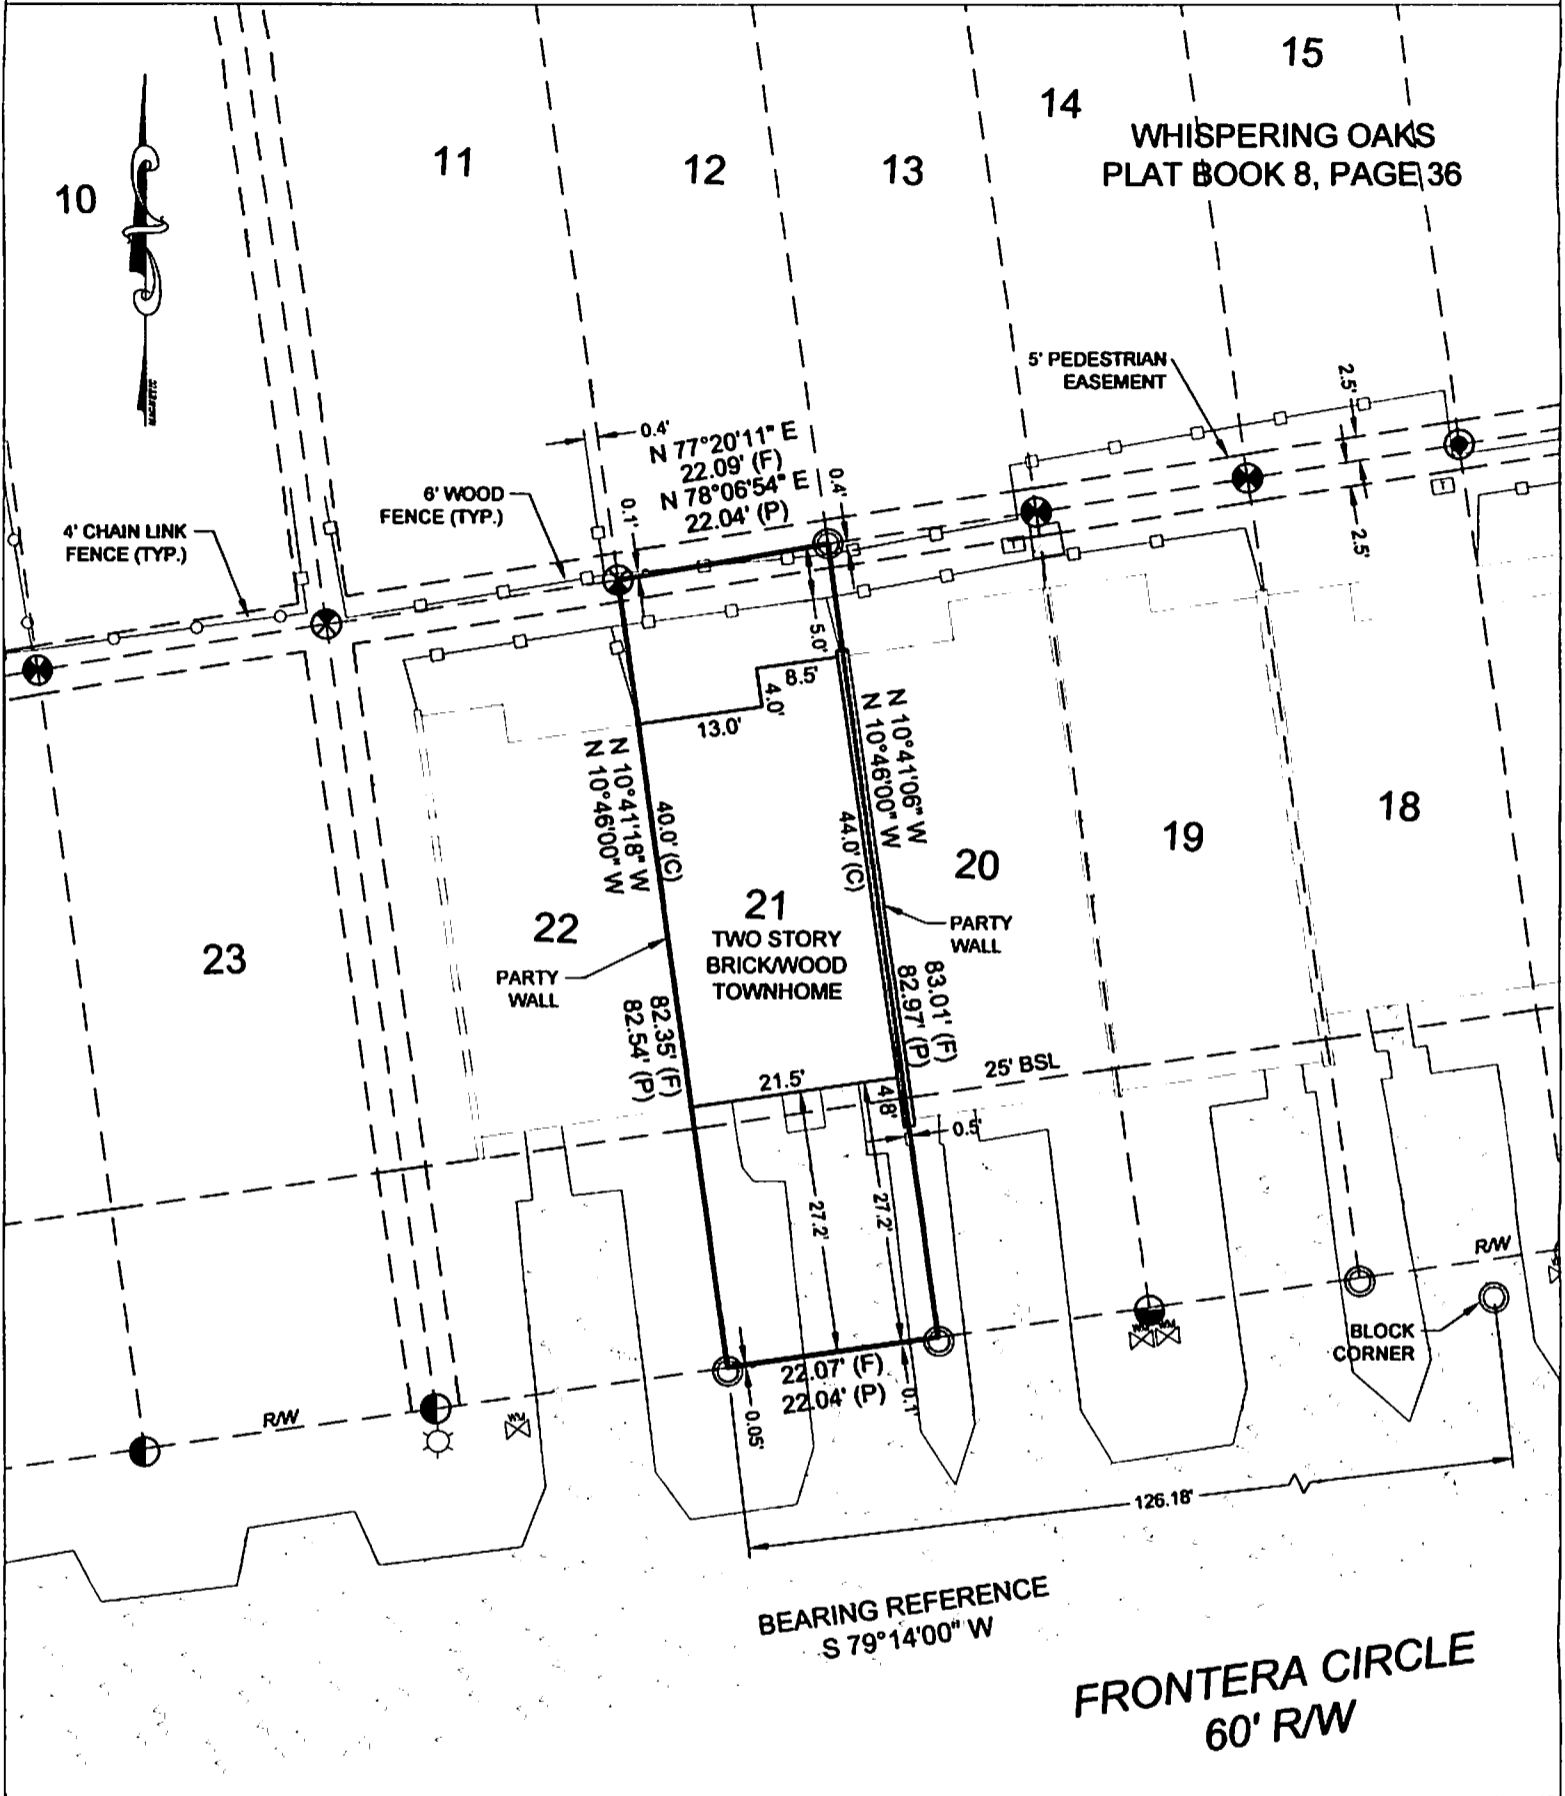 15
14
WHISPERING OAKS
PLAT BOOK 8, PAGE 36
11
12
13
10
5' PEDESTRIAN
EASEMENT
2.5'
2.5'
0.4'
N 77°20'11" E
22.09' (F)
N 78°06'54" E
22.04' (P)
0.4'
0.1'
6' WOOD
FENCE (TYP.)
4' CHAIN LINK
FENCE (TYP.)
5.0'
8.5'
4.0'
13.0'
N 10°41'18" W
N 10°46'00" W
40.0' (C)
N 10°41'06" W
N 10°46'00" W
44.0' (C)
18
19
20
21
TWO STORY
BRICK/WOOD
TOWNHOME
22
23
PARTY
WALL
PARTY
WALL
82.35' (F)
82.54' (P)
83.01' (F)
82.97' (P)
25' BSL
21.5'
4.8'
0.5'
27.2'
27.2'
R/W
BLOCK
CORNER
WM
WM
22.07' (F)
22.04' (P)
0.1'
0.05'
R/W
WM
126.18'
BEARING REFERENCE
S 79°14'00" W
FRONTERA CIRCLE
60' R/W